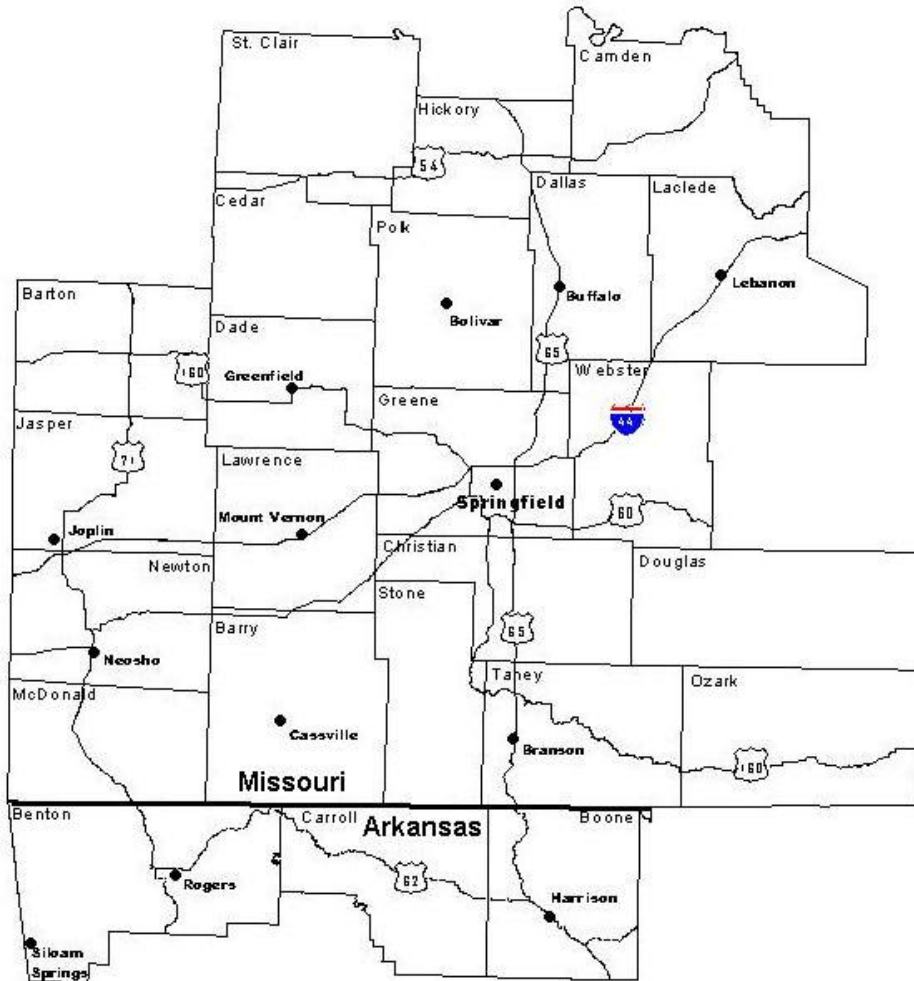 St. Clair
Camden
Hickory
54
Dallas
Laclede
Cedar
Polk
Barton
Buffalo
Lebanon
Bolivar
Dade
65
160
Greenfield
Webster
Greene
Jasper
44
71
Lawrence
Springfield
Mount Vernon
60
Joplin
Christian
Newton
Douglas
Stone
Barry
65
Neosho
Taney
Ozark
McDonald
Cassville
Branson
160
Missouri
Benton
Carroll
Arkansas
Boone
Rogers
62
Harrison
Siloam
Springs